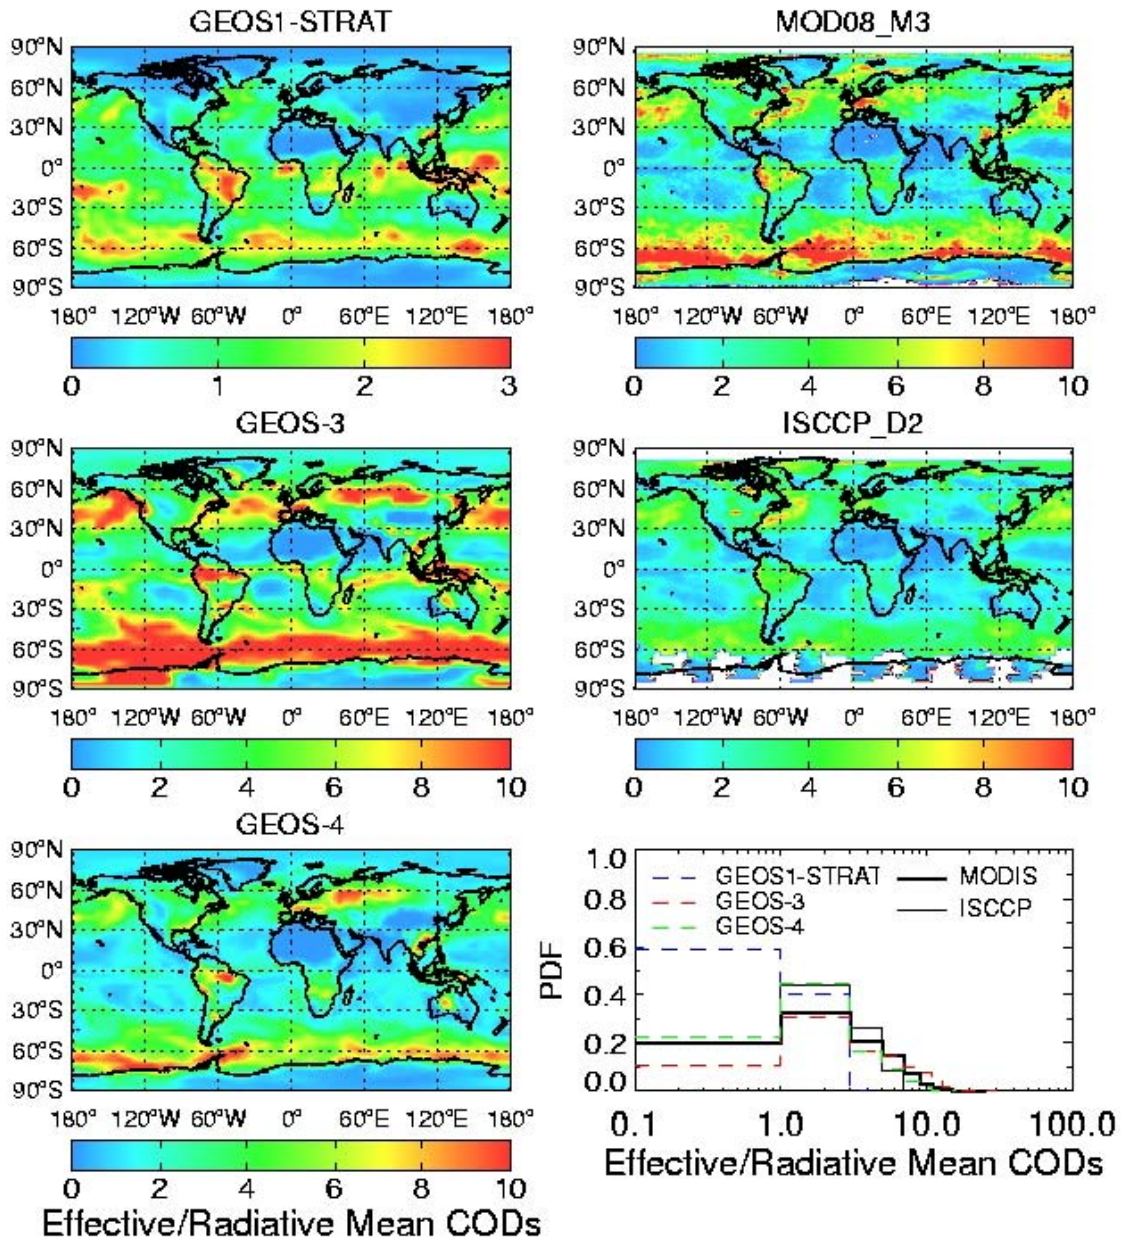 GEOS1-STRAT
90°N
60°N
30°N
0°
30°S
60°S
90°S
180° 120°W 60°W 0° 60°E 120°E 180°
0 1 2 3
MOD08_M3
90°N
60°N
30°N
0°
30°S
60°S
90°S
180° 120°W 60°W 0° 60°E 120°E 180°
0 2 4 6 8 10
GEOS-3
90°N
60°N
30°N
0°
30°S
60°S
90°S
180° 120°W 60°W 0° 60°E 120°E 180°
0 2 4 6 8 10
ISCCP_D2
90°N
60°N
30°N
0°
30°S
60°S
90°S
180° 120°W 60°W 0° 60°E 120°E 180°
0 2 4 6 8 10
GEOS-4
90°N
60°N
30°N
0°
30°S
60°S
90°S
180° 120°W 60°W 0° 60°E 120°E 180°
0 2 4 6 8 10
Effective/Radiative Mean CODs
1.0
0.8
0.6
0.4
0.2
0.0
PDF
GEOS1-STRAT
GEOS-3
GEOS-4
MODIS
ISCCP
0.1 1.0 10.0 100.0
Effective/Radiative Mean CODs